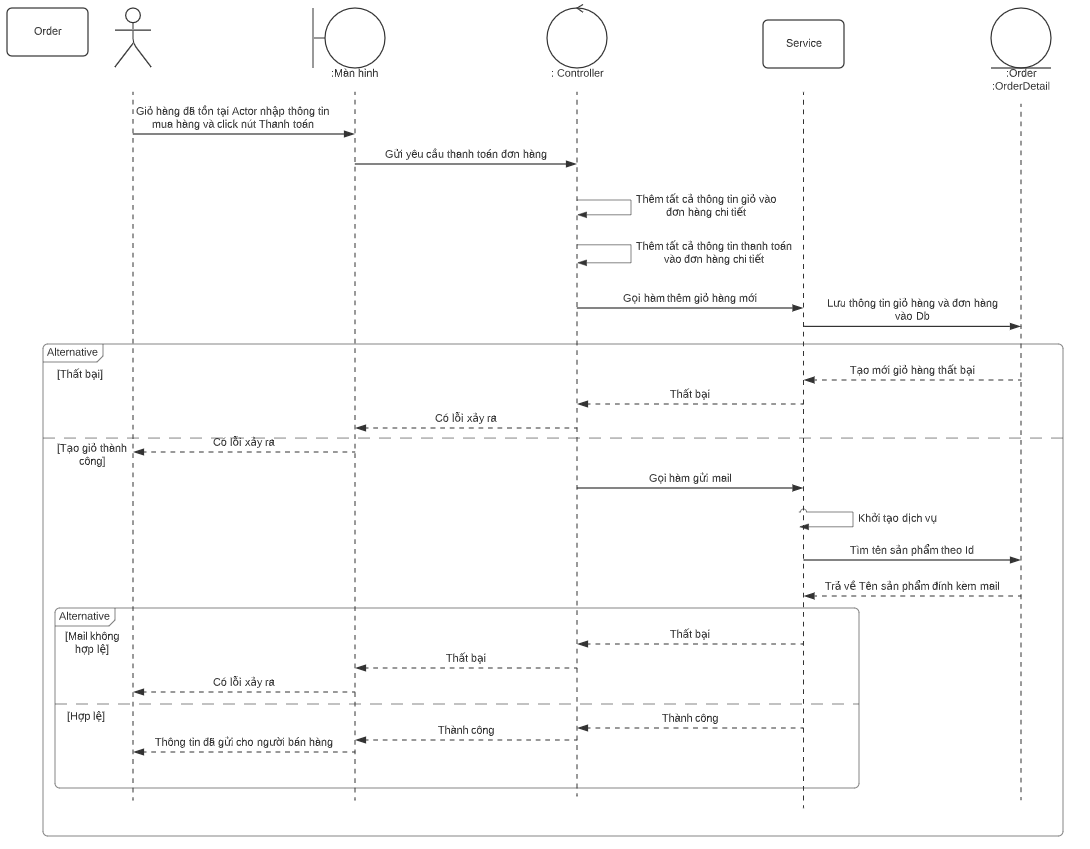 Order
:Màn hình
: Controller
Service
:Order
:OrderDetail
Giỏ hàng đã tồn tại Actor nhập thông tin
mua hàng và click nút Thanh toán
Gửi yêu cầu thanh toán đơn hàng
Thêm tất cả thông tin giỏ vào
đơn hàng chi tiết
Thêm tất cả thông tin thanh toán
vào đơn hàng chi tiết
Gọi hàm thêm giỏ hàng mới
Lưu thông tin giỏ hàng và đơn hàng
vào Db
Alternative
[Thất bại]
Tạo mới giỏ hàng thất bại
Thất bại
Có lỗi xảy ra
Có lỗi xảy ra
[Tạo giỏ thành
công]
Gọi hàm gửi mail
Khởi tạo dịch vụ
Tìm tên sản phẩm theo Id
Trả về Tên sản phẩm đính kèm mail
Alternative
[Mail không
hợp lệ]
Thất bại
Thất bại
Có lỗi xảy ra
[Hợp lệ]
Thành công
Thành công
Thông tin đã gửi cho người bán hàng